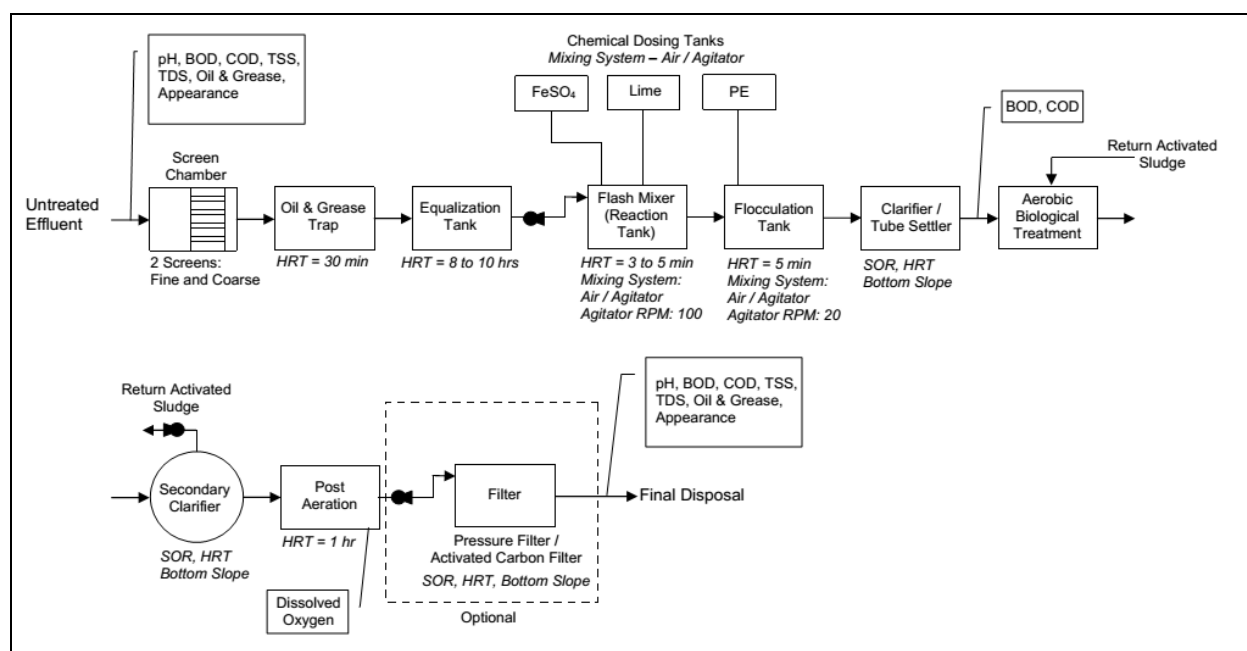 Chemical Dosing Tanks
Mixing System – Air / Agitator
pH, BOD, COD, TSS,
TDS, Oil & Grease,
Appearance
FeSO₄
Lime
PE
BOD, COD
Return Activated
Sludge
Screen
Chamber
Untreated
Effluent
Oil & Grease
Trap
Equalization
Tank
Flash Mixer
(Reaction
Tank)
Flocculation
Tank
Clarifier /
Tube Settler
Aerobic
Biological
Treatment
2 Screens:
Fine and Coarse
HRT = 30 min
HRT = 8 to 10 hrs
HRT = 3 to 5 min
Mixing System:
Air / Agitator
Agitator RPM: 100
HRT = 5 min
Mixing System:
Air / Agitator
Agitator RPM: 20
SOR, HRT
Bottom Slope
Return Activated
Sludge
pH, BOD, COD, TSS,
TDS, Oil & Grease,
Appearance
Secondary
Clarifier
Post
Aeration
Filter
Final Disposal
SOR, HRT
Bottom Slope
HRT = 1 hr
Pressure Filter /
Activated Carbon Filter
SOR, HRT, Bottom Slope
Dissolved
Oxygen
Optional